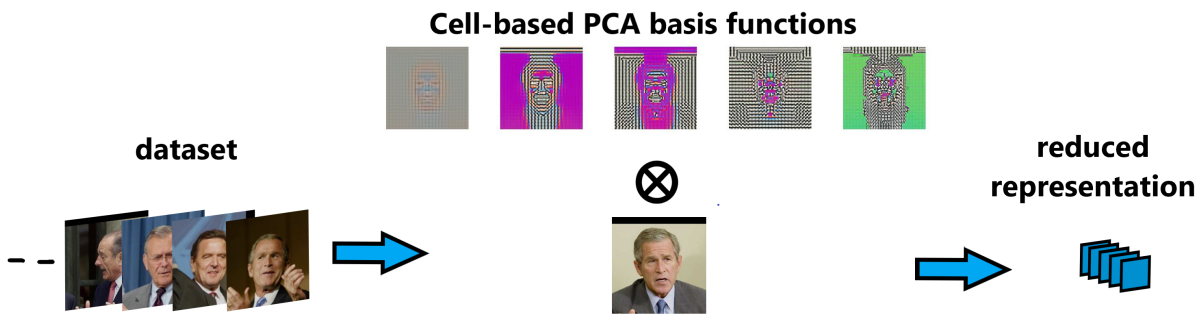 Cell-based PCA basis functions
dataset
reduced
representation